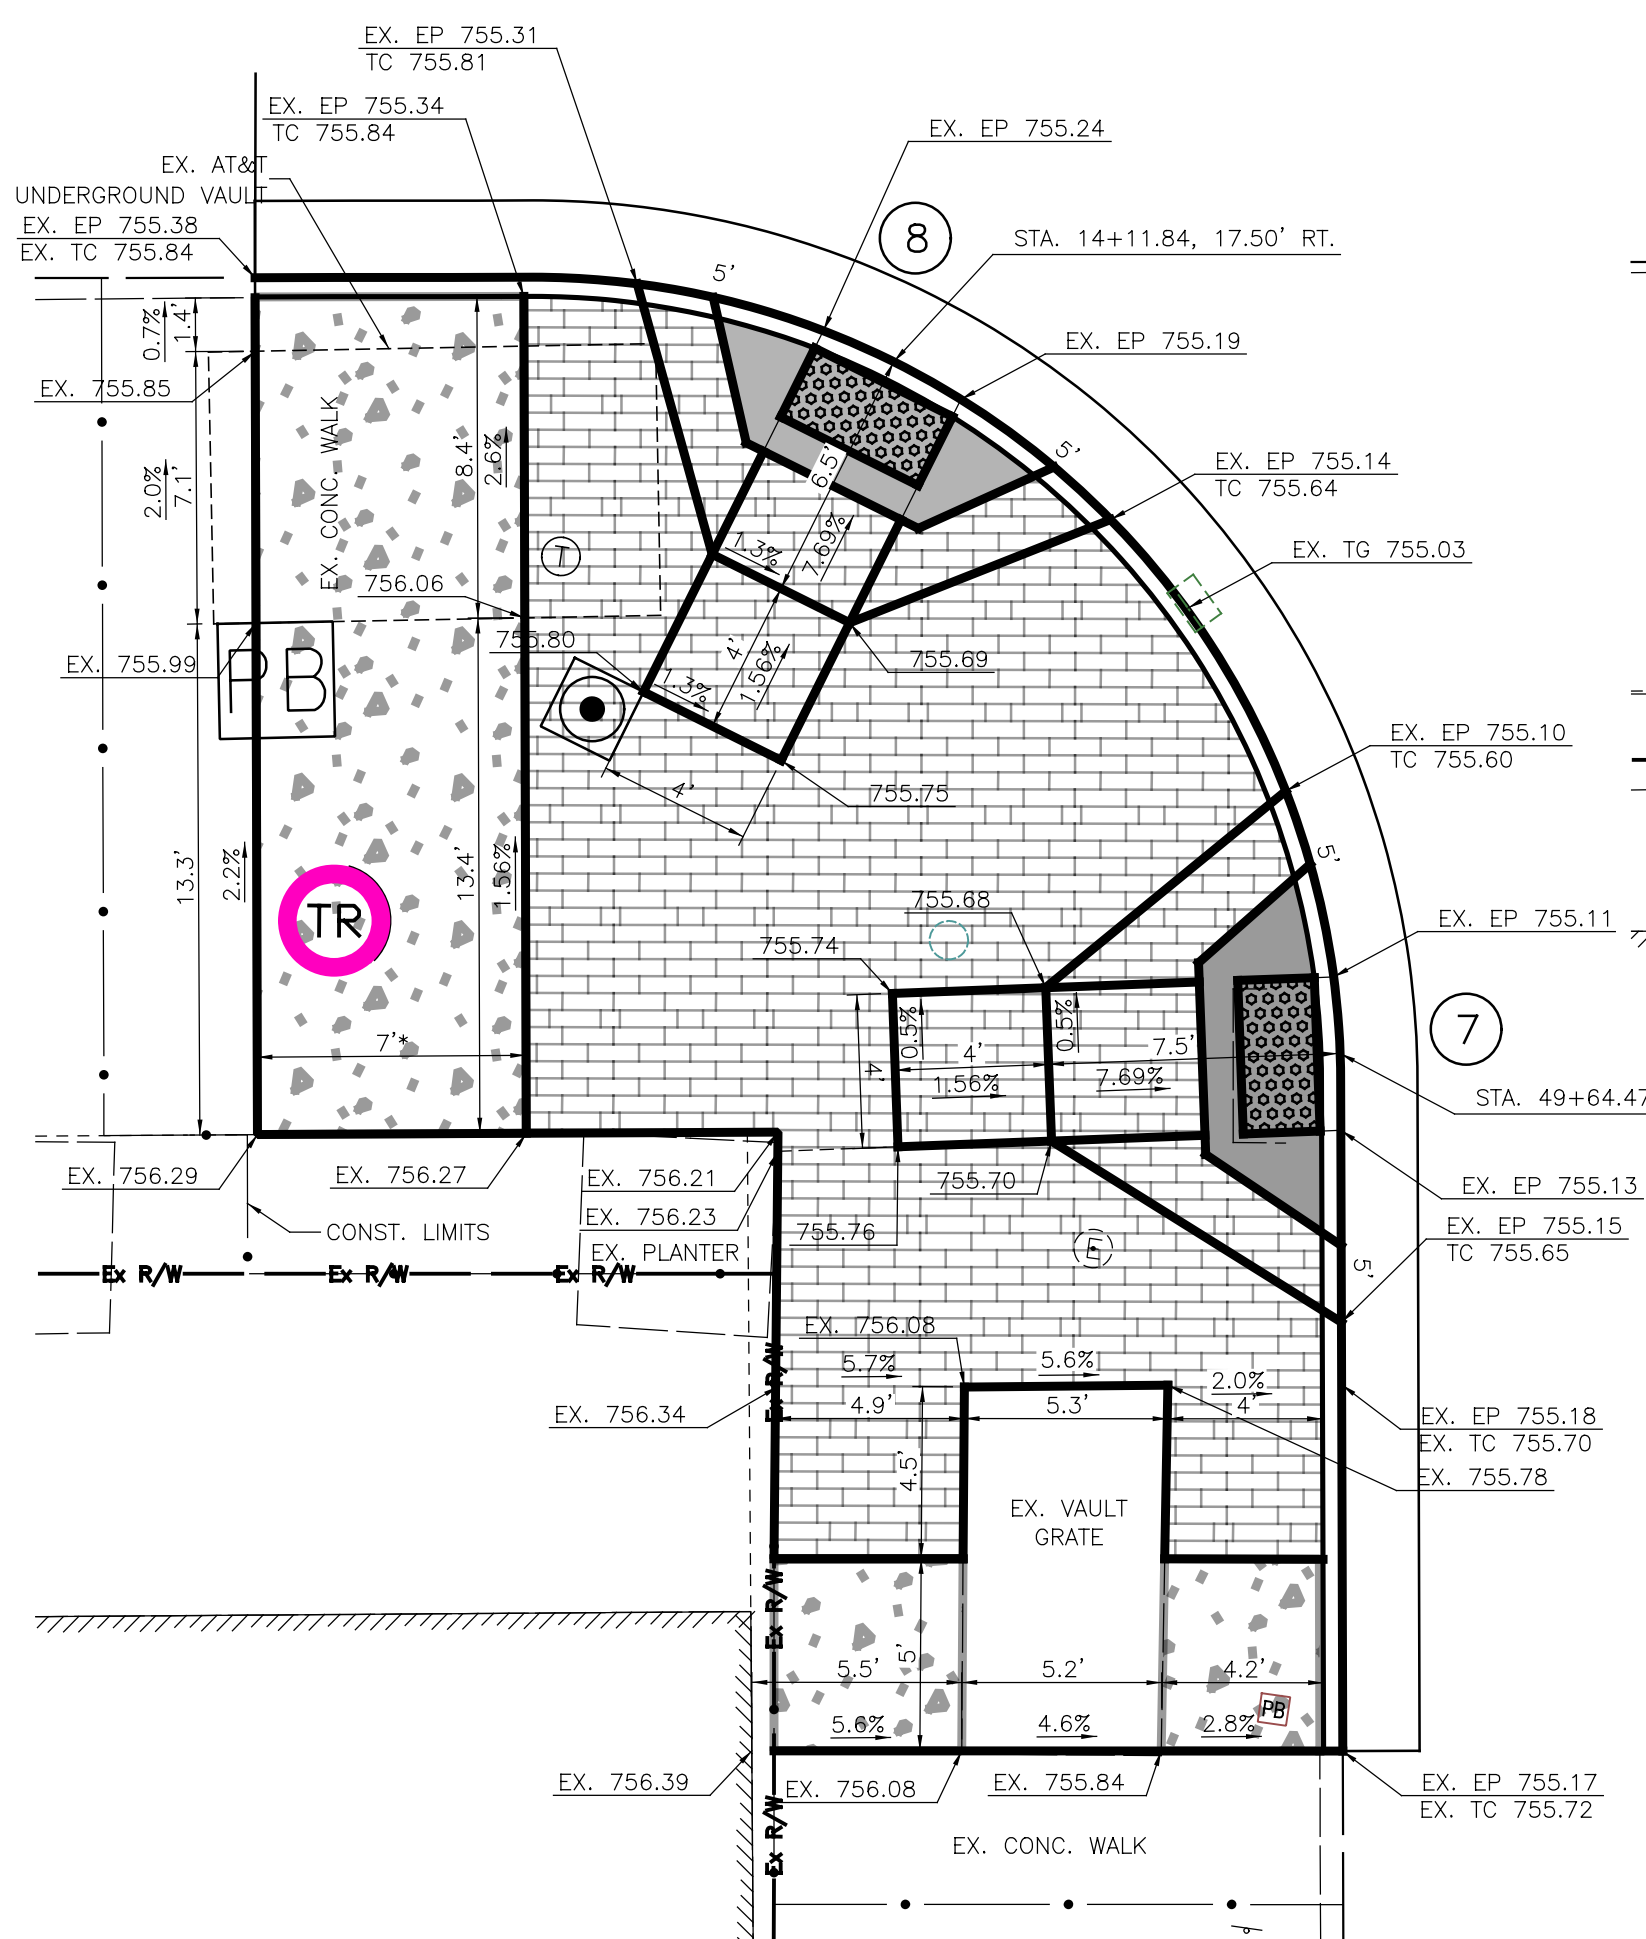 EX. EP 755.31
TC 755.81
EX. EP 755.34
TC 755.84
EX. EP 755.24
EX. AT&T
UNDERGROUND VAULT
EX. EP 755.38
EX. TC 755.84
8
STA. 14+11.84, 17.50' RT.
5'
0.7%
1.4'
EX. EP 755.19
EX. 755.85
EX. CONC. WALK
8.4'
2.6%
6.5'
5'
EX. EP 755.14
TC 755.64
2.0%
7.1'
T
1.3%
7.69%
EX. TG 755.03
756.06
755.80
4'
1.56%
1.3%
755.69
EX. 755.99
PB
EX. EP 755.10
TC 755.60
4'
755.75
13.3'
2.2%
13.4'
1.56%
5'
755.68
TR
755.74
EX. EP 755.11
0.5%
0.5%
7
7'*
4'
4'
1.56%
7.5'
7.69%
STA. 49+64.47
EX. 756.29
EX. 756.27
EX. 756.21
755.70
EX. EP 755.13
EX. 756.23
755.76
EX. EP 755.15
TC 755.65
CONST. LIMITS
EX. PLANTER
E
5'
Ex R/W
Ex R/W
Ex R/W
EX. 756.08
5.7%
5.6%
2.0%
Ex R/W
4.9'
5.3'
4'
EX. 756.34
EX. EP 755.18
EX. TC 755.70
4.5'
EX. 755.78
EX. VAULT
GRATE
Ex R/W
5'
5.5'
5.2'
4.2'
PB
5.6%
4.6%
2.8%
EX. 756.39
EX. 756.08
EX. 755.84
EX. EP 755.17
EX. TC 755.72
Ex R/W
EX. CONC. WALK